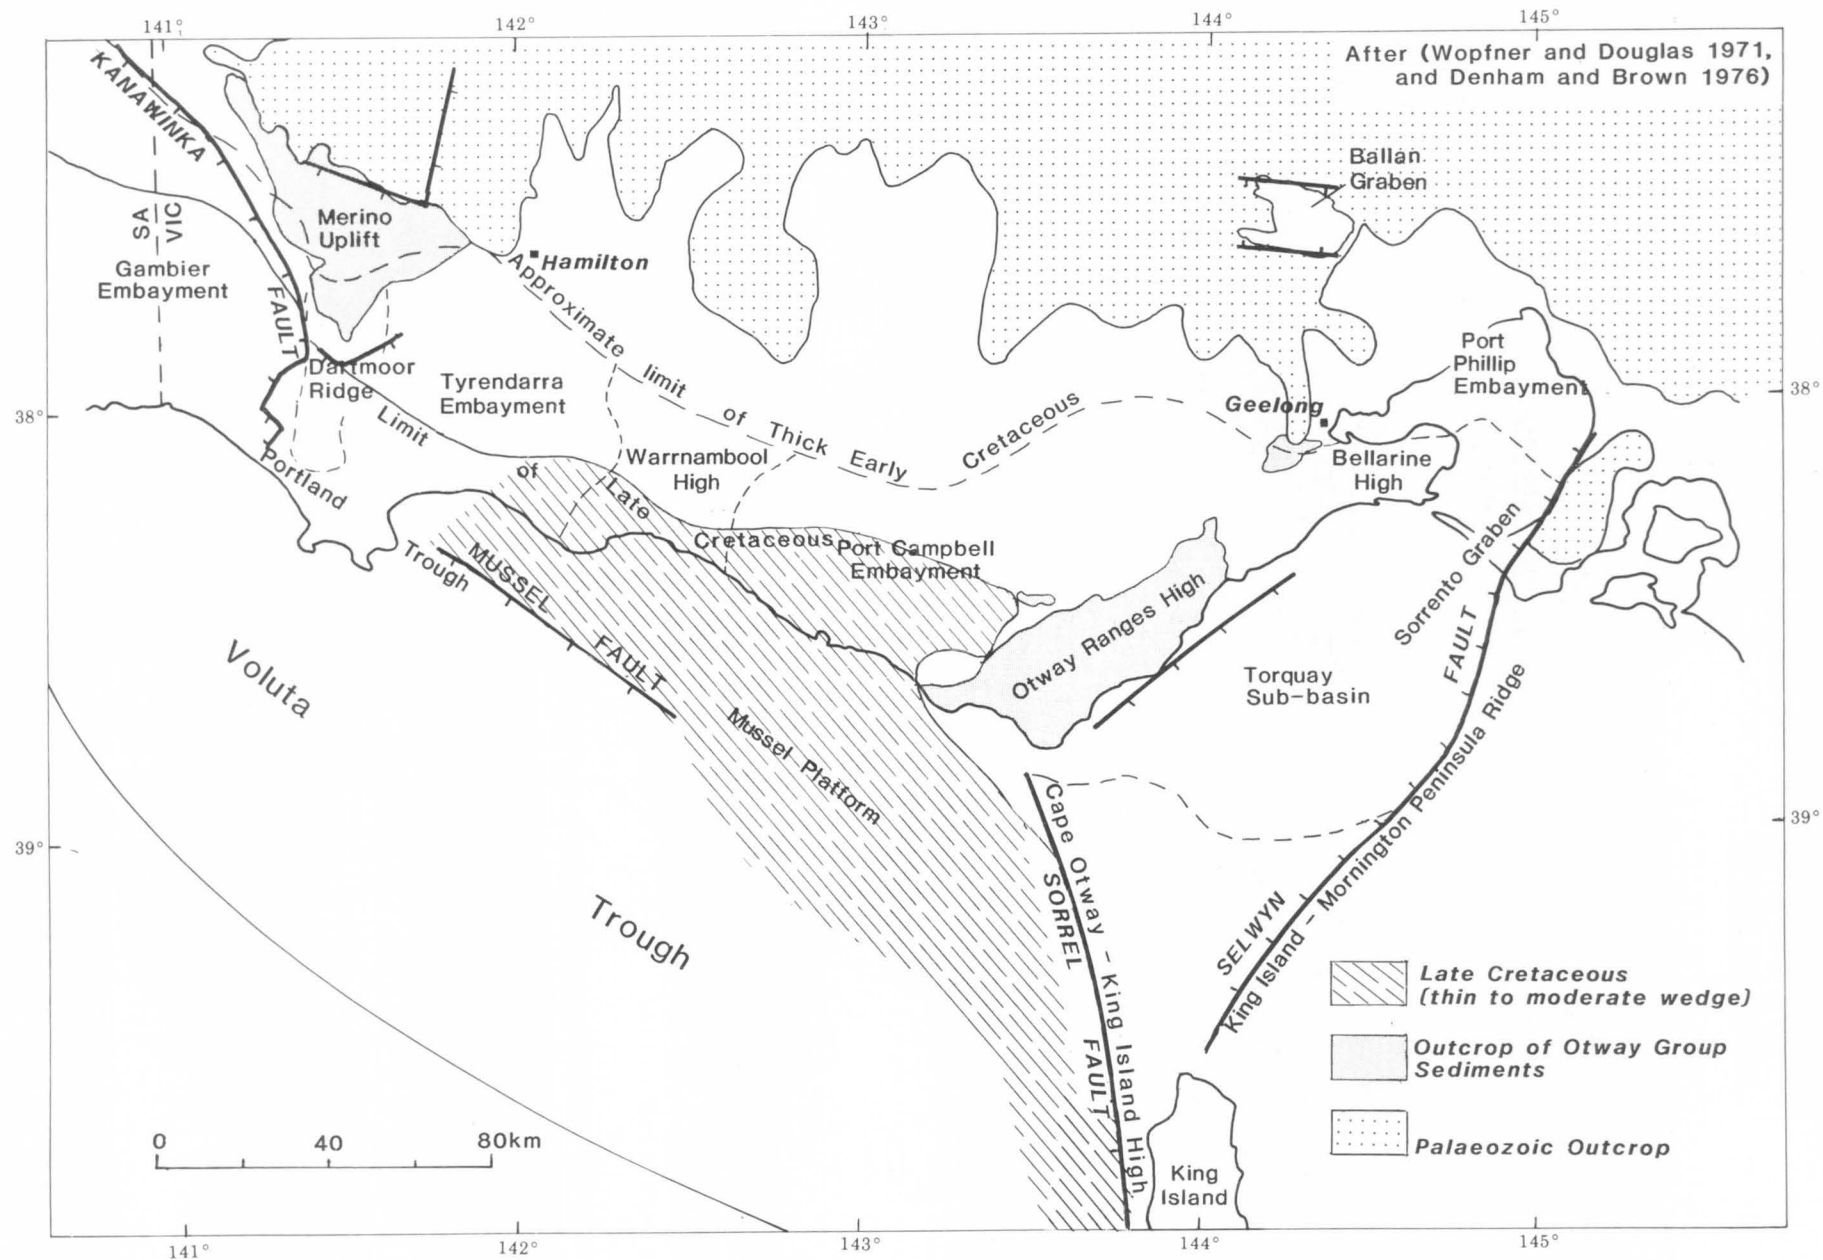 141°
142°
143°
144°
145°
After (Wopfner and Douglas 1971,
and Denham and Brown 1976)
KANAWINKA
FAULT
Ballan
Graben
SA
VIC
Merino
Uplift
Hamilton
Gambier
Embayment
Approximate limit of Thick Early Cretaceous
Port
Phillip
Embayment
Dartmoor
Ridge
Tyrendarra
Embayment
38°
38°
Geelong
Limit of Late Cretaceous
Warrnambool
High
Bellarine
High
Portland
Trough
Port Campbell
Embayment
MUSSEL
FAULT
Otway Ranges High
Sorrento Graben
Torquay
Sub-basin
Voluta
Trough
Mussel Platform
SELWYN
FAULT
King Island - Mornington Peninsula Ridge
39°
39°
Cape Otway - King Island High
SORREL
FAULT
Late Cretaceous
(thin to moderate wedge)
Outcrop of Otway Group
Sediments
Palaeozoic Outcrop
0 40 80km
King
Island
141°
142°
143°
144°
145°